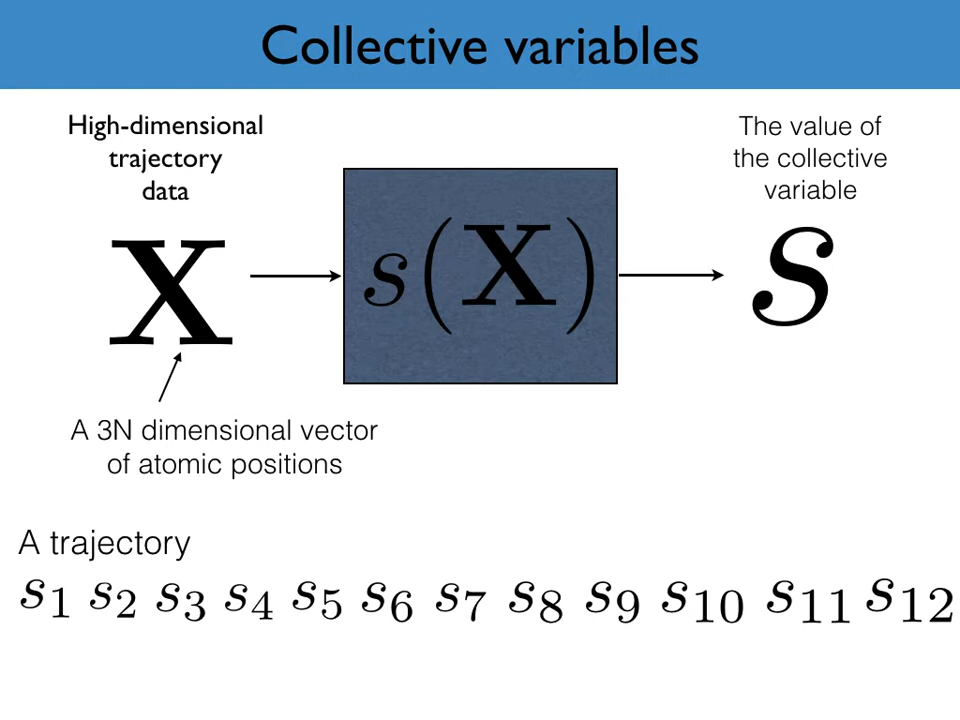 Collective variables
High-dimensional
trajectory
data
The value of
the collective
variable
X
s(X)
s
A 3N dimensional vector
of atomic positions
A trajectory
s₁ s₂ s₃ s₄ s₅ s₆ s₇ s₈ s₉ s₁₀ s₁₁ s₁₂